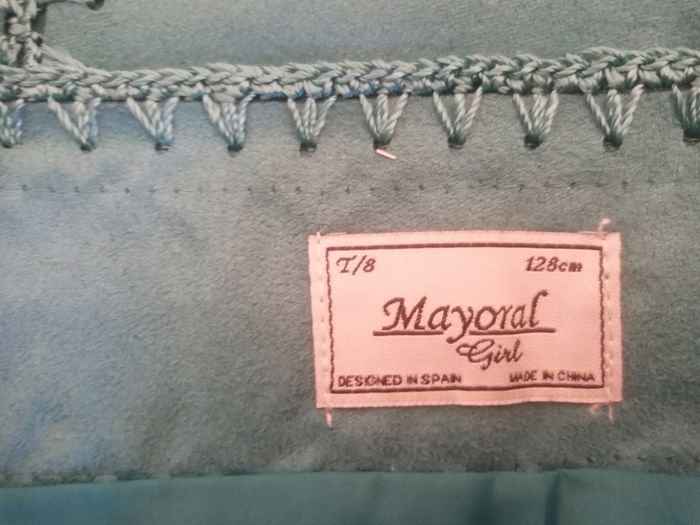 T/8 128cm
Mayoral
Girl
DESIGNED IN SPAIN MADE IN CHINA